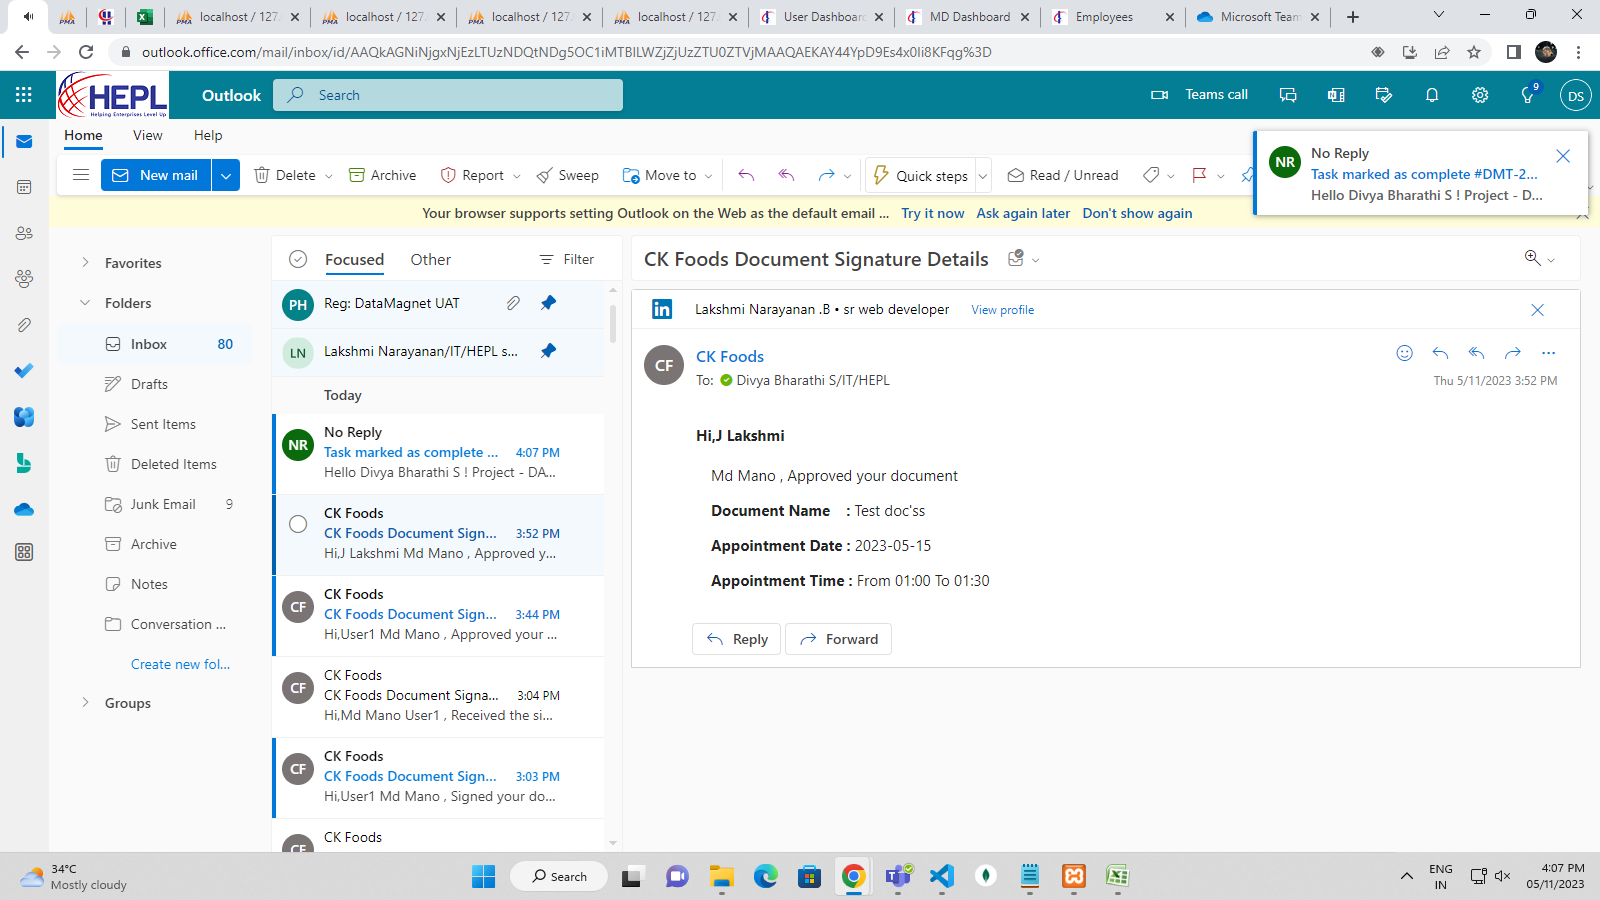 localhost / 127.
localhost / 127.
localhost / 127.
localhost / 127.
User Dashboard
MD Dashboard
Employees
Microsoft Team
outlook.office.com/mail/inbox/id/AAQkAGNiNjgxNjEzLTUzNDQtNDg5OC1iMTBlLWZjZjUzZTU0ZTVjMAAQAEKAY44YpD9Es4x0Ii8KFqg%3D
HEPL
Helping Enterprises Level Up
Outlook
Search
Teams call
9
DS
Home
View
Help
New mail
Delete
Archive
Report
Sweep
Move to
Quick steps
Read / Unread
NR
No Reply
Task marked as complete #DMT-2...
Hello Divya Bharathi S ! Project - D...
Your browser supports setting Outlook on the Web as the default email ...
Try it now
Ask again later
Don't show again
Favorites
Folders
Inbox 80
Drafts
Sent Items
Deleted Items
Junk Email 9
Archive
Notes
Conversation ...
Create new fol...
Groups
Focused
Other
Filter
PH
Reg: DataMagnet UAT
LN
Lakshmi Narayanan/IT/HEPL s...
Today
NR
No Reply
Task marked as complete ... 4:07 PM
Hello Divya Bharathi S ! Project - DA...
CK Foods
CK Foods Document Sign... 3:52 PM
Hi,J Lakshmi Md Mano , Approved y...
CF
CK Foods
CK Foods Document Sign... 3:44 PM
Hi,User1 Md Mano , Approved your ...
CF
CK Foods
CK Foods Document Signa... 3:04 PM
Hi,Md Mano User1 , Received the si...
CF
CK Foods
CK Foods Document Sign... 3:03 PM
Hi,User1 Md Mano , Signed your do...
CF
CK Foods
CK Foods Document Signature Details
in
Lakshmi Narayanan .B • sr web developer
View profile
CF
CK Foods
To: Divya Bharathi S/IT/HEPL
Thu 5/11/2023 3:52 PM
Hi,J Lakshmi
Md Mano , Approved your document
Document Name : Test doc'ss
Appointment Date : 2023-05-15
Appointment Time : From 01:00 To 01:30
Reply
Forward
34°C
Mostly cloudy
Search
ENG
IN
4:07 PM
05/11/2023